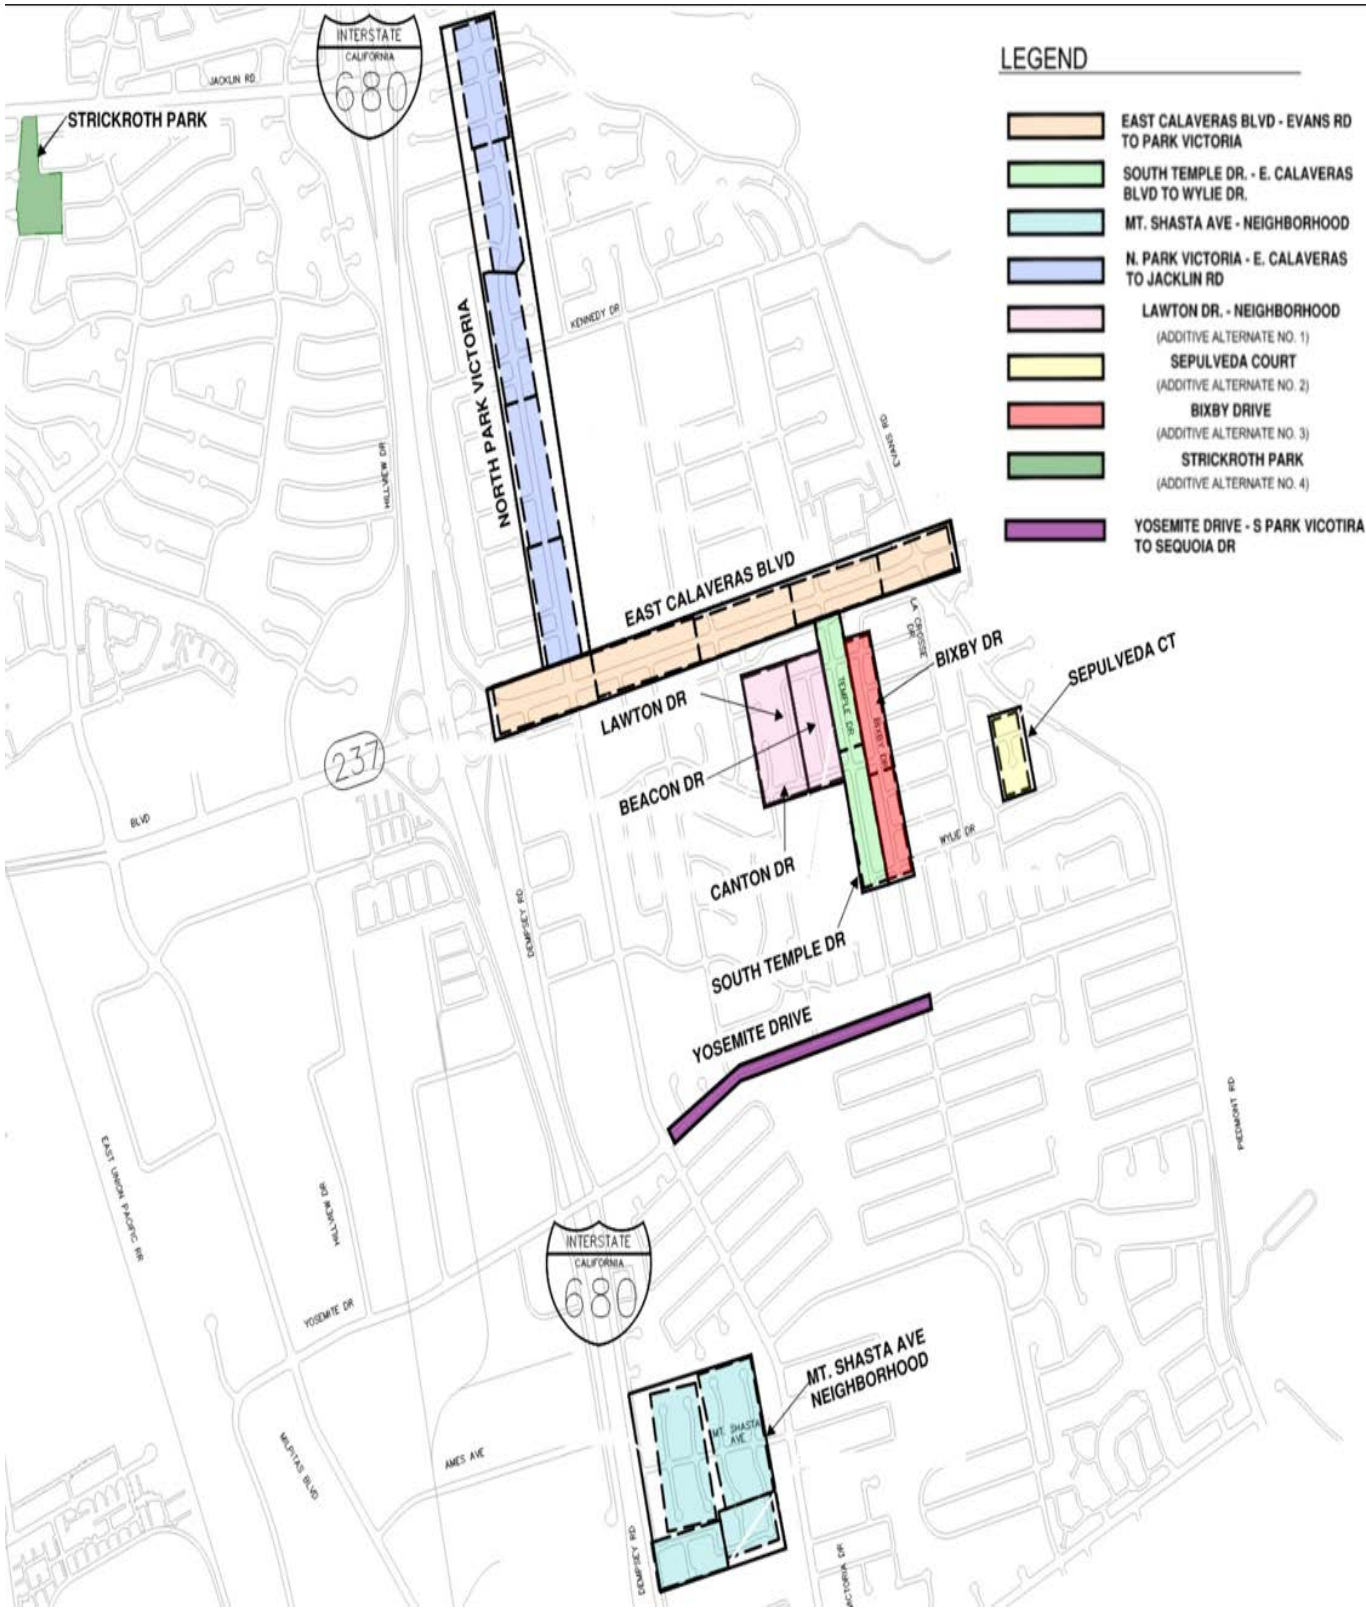 INTERSTATE
CALIFORNIA
680
JACKLIN RD
STRICKROTH PARK
LEGEND
EAST CALAVERAS BLVD - EVANS RD
TO PARK VICTORIA
SOUTH TEMPLE DR. - E. CALAVERAS
BLVD TO WYLIE DR.
MT. SHASTA AVE - NEIGHBORHOOD
N. PARK VICTORIA - E. CALAVERAS
TO JACKLIN RD
LAWTON DR. - NEIGHBORHOOD
(ADDITIVE ALTERNATE NO. 1)
SEPULVEDA COURT
(ADDITIVE ALTERNATE NO. 2)
BIXBY DRIVE
(ADDITIVE ALTERNATE NO. 3)
STRICKROTH PARK
(ADDITIVE ALTERNATE NO. 4)
YOSEMITE DRIVE - S PARK VICOTIRA
TO SEQUOIA DR
NORTH PARK VICTORIA
KENNEDY DR
HILLVIEW DR
EVANS RD
EAST CALAVERAS BLVD
LA CROSSE
DR
BIXBY DR
SEPULVEDA CT
LAWTON DR
TEMPLE DR
BIXBY DR
237
BEACON DR
BLVD
WYLIE DR
CANTON DR
DEMPSEY RD
SOUTH TEMPLE DR
YOSEMITE DRIVE
PIEDMONT RD
EAST UNION PACIFIC RR
HILLVIEW DR
INTERSTATE
CALIFORNIA
680
YOSEMITE DR
MT. SHASTA AVE
NEIGHBORHOOD
MT. SHASTA
AVE
MILPITAS BLVD
AMES AVE
DEMPSEY RD
VICTORIA DR